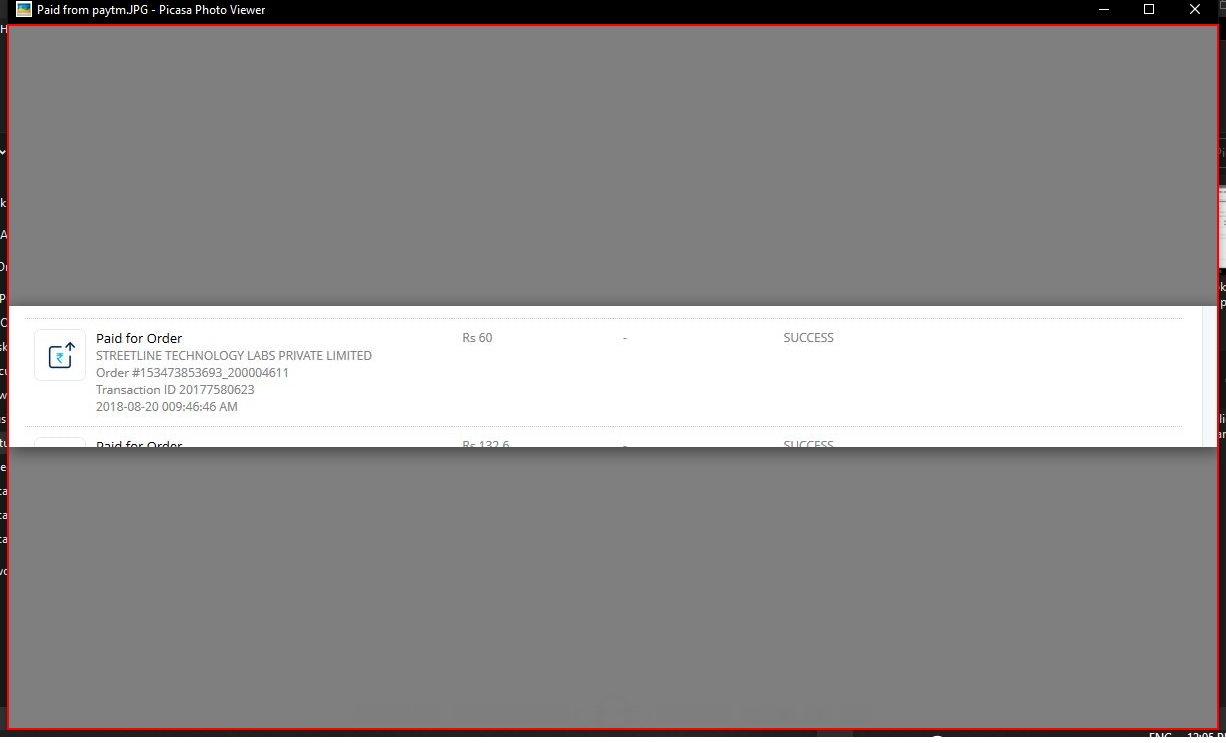 Paid from paytm.JPG - Picasa Photo Viewer
Paid for Order
Rs 60
-
SUCCESS
STREETLINE TECHNOLOGY LABS PRIVATE LIMITED
Order #153473853693_200004611
Transaction ID 20177580623
2018-08-20 009:46:46 AM
Paid for Order
Rs 132.6
-
SUCCESS
ENG
12:05